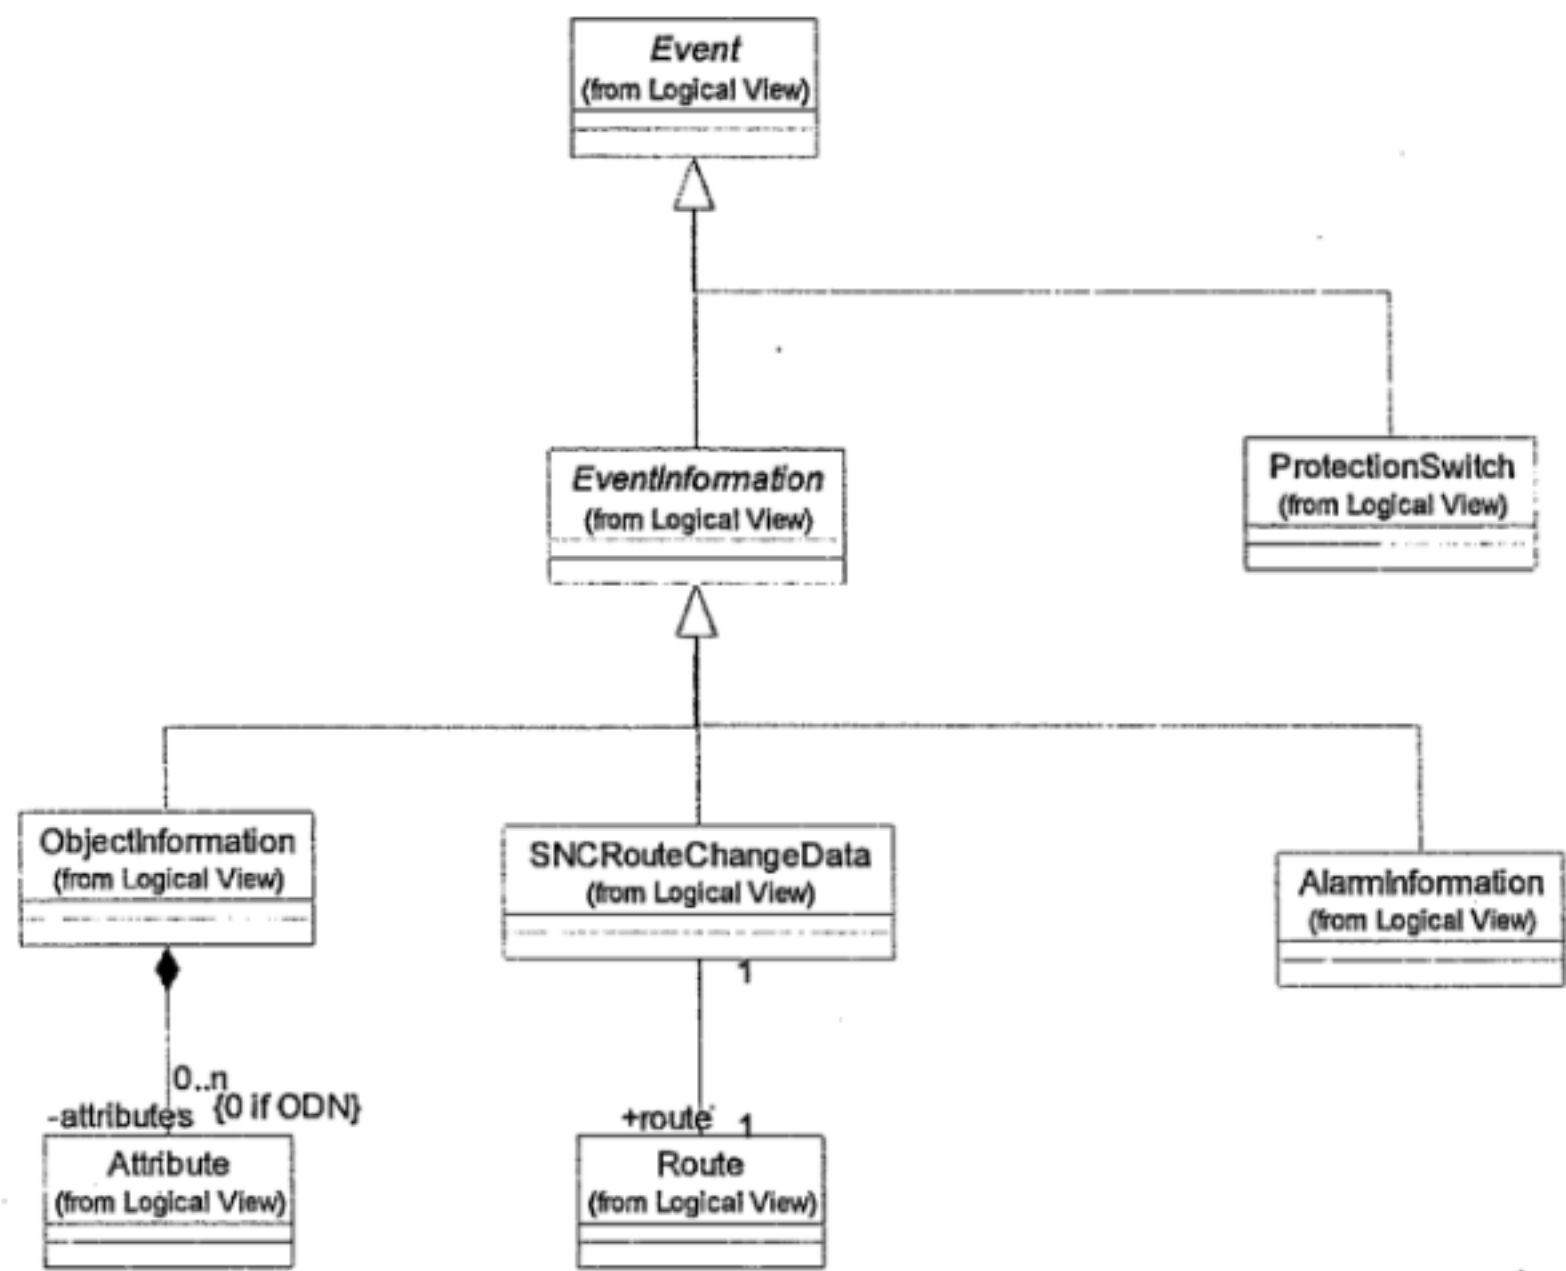 Event
(from Logical View)
EventInformation
(from Logical View)
ProtectionSwitch
(from Logical View)
ObjectInformation
(from Logical View)
SNCRouteChangeData
(from Logical View)
AlarmInformation
(from Logical View)
1
0..n
-attributes {0 if ODN}
+route 1
Attribute
(from Logical View)
Route
(from Logical View)